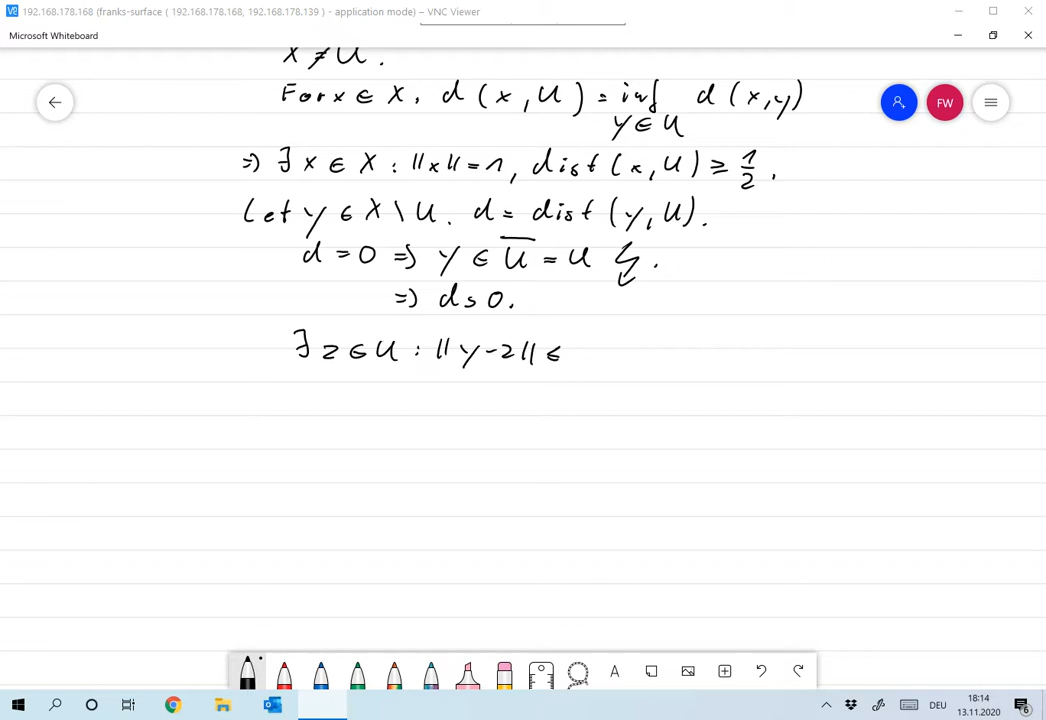 192.168.178.168 (franks-surface ( 192.168.178.168, 192.168.178.139 ) - application mode) – VNC Viewer
Microsoft Whiteboard
X ≠ U.
For x ∈ X, d(x, U) = inf d(x,y)
y ∈ U
⇒ ∃ x ∈ X : ||x|| = 1, dist(x, U) ≥ 1/2.
Let y ∈ X \ U. d = dist(y, U).
d = 0 ⇒ y ∈ U̅ = U ↯.
⇒ d > 0.
∃ z ∈ U : ||y - z|| ≤
FW
A
DEU
18:14
13.11.2020
6